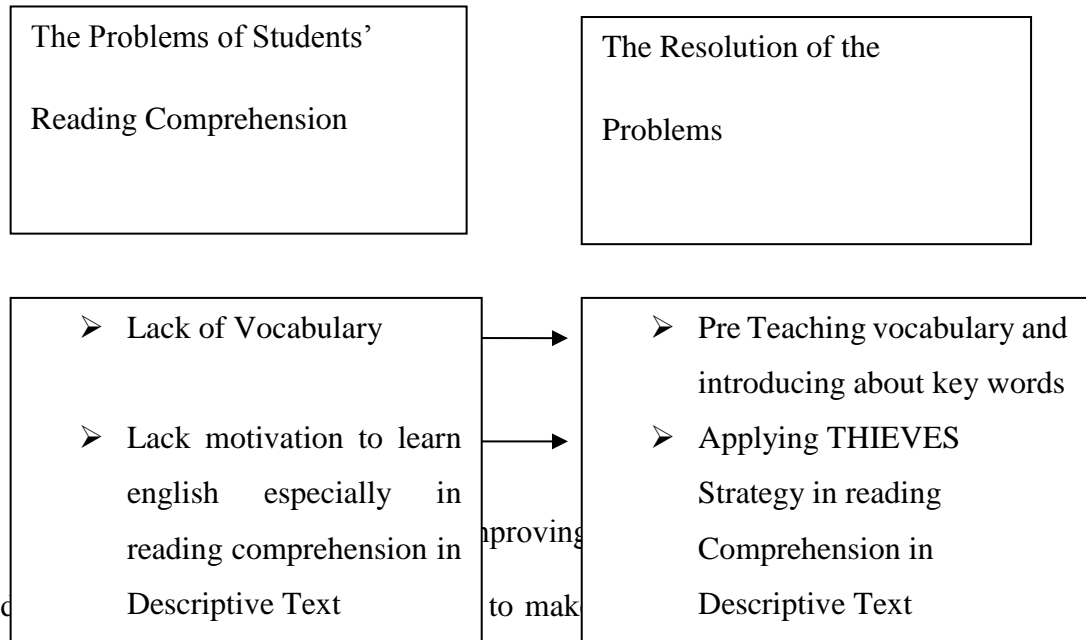 The Problems of Students’
Reading Comprehension
The Resolution of the
Problems
➢ Lack of Vocabulary
➢ Lack motivation to learn
english especially in
reading comprehension in
Descriptive Text
➢ Pre Teaching vocabulary and
introducing about key words
➢ Applying THIEVES
Strategy in reading
Comprehension in
Descriptive Text
to